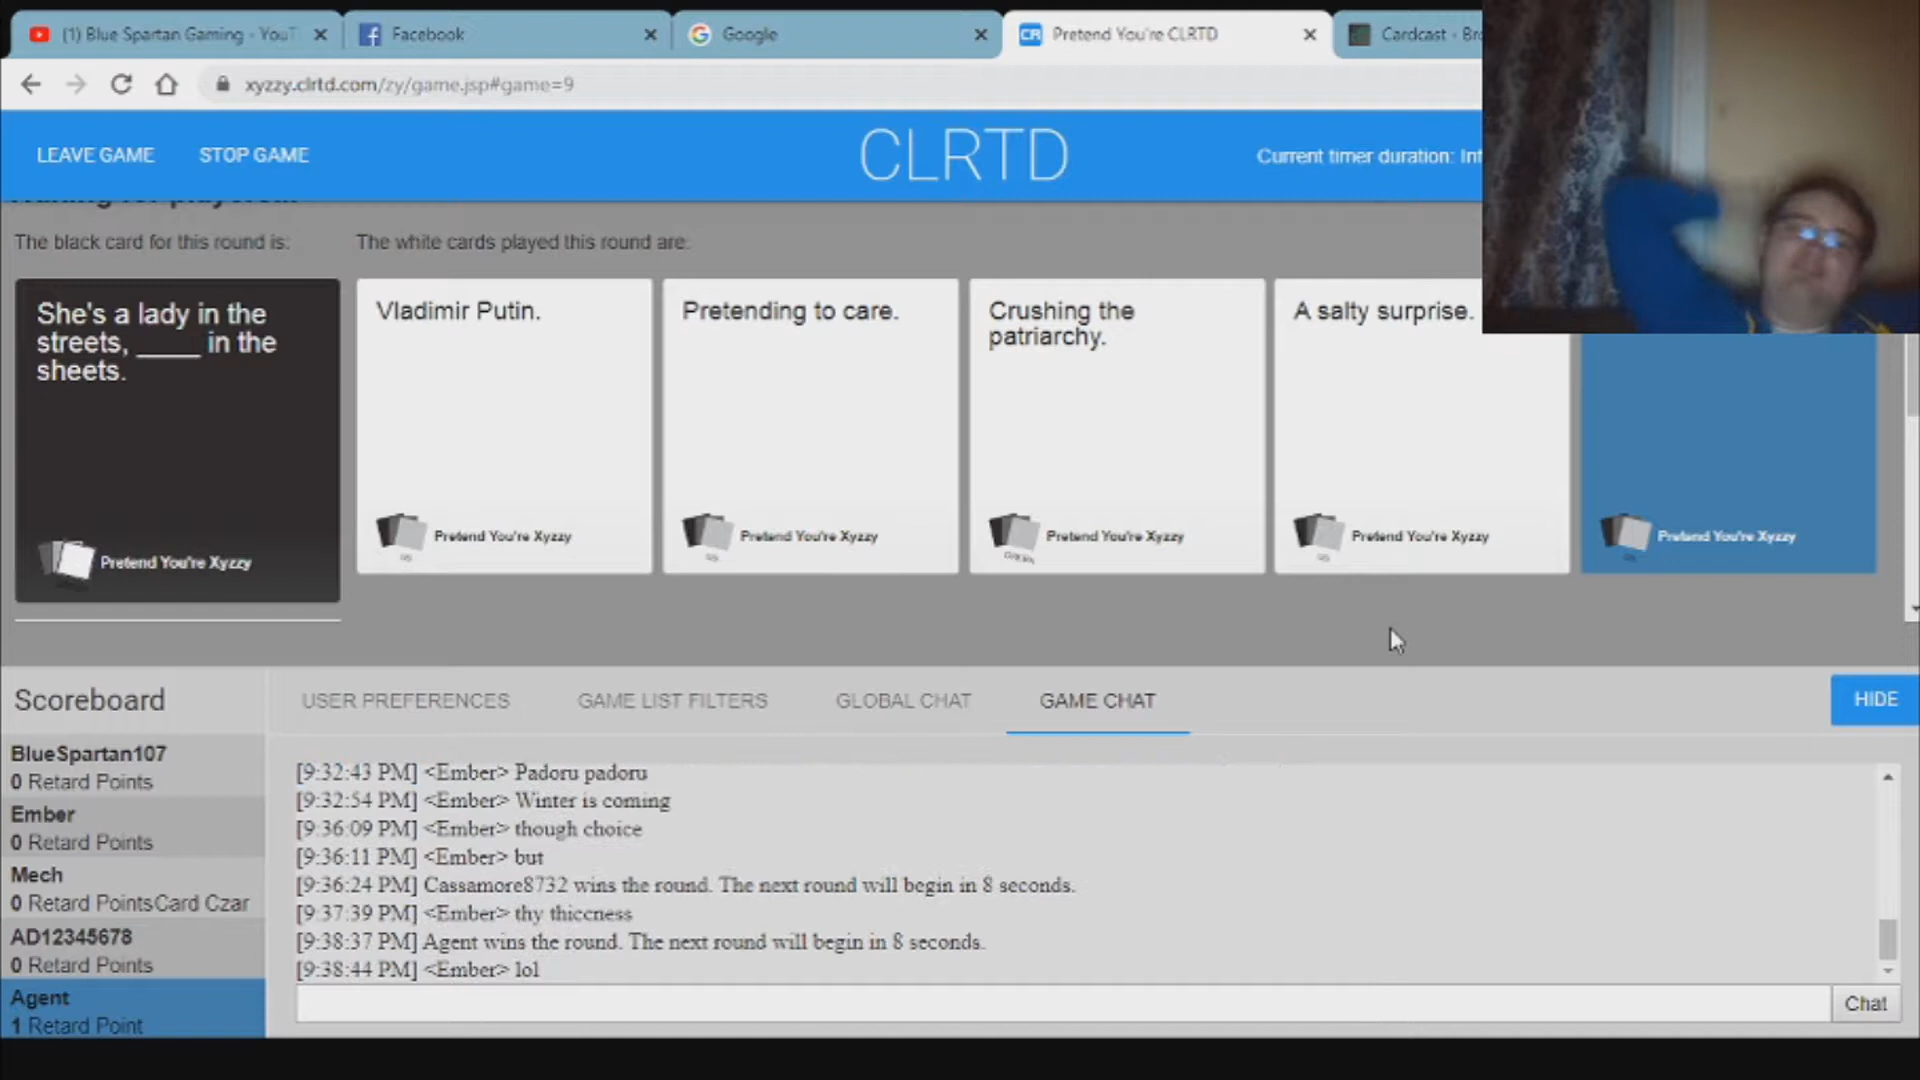 (1) Blue Spartan Gaming - YouT
Facebook
Google
Pretend You're CLRTD
Cardcast - Bro
xyzzy.clrtd.com/zy/game.jsp#game=9
LEAVE GAME
STOP GAME
CLRTD
Current timer duration: Inf
The black card for this round is:
The white cards played this round are:
She's a lady in the
streets, ____ in the
sheets.
Pretend You're Xyzzy
Vladimir Putin.
Pretend You're Xyzzy
Pretending to care.
Pretend You're Xyzzy
Crushing the
patriarchy.
Pretend You're Xyzzy
A salty surprise.
Pretend You're Xyzzy
Pretend You're Xyzzy
Scoreboard
USER PREFERENCES
GAME LIST FILTERS
GLOBAL CHAT
GAME CHAT
HIDE
BlueSpartan107
0 Retard Points
Ember
0 Retard Points
Mech
0 Retard PointsCard Czar
AD12345678
0 Retard Points
Agent
1 Retard Point
[9:32:43 PM] <Ember> Padoru padoru
[9:32:54 PM] <Ember> Winter is coming
[9:36:09 PM] <Ember> though choice
[9:36:11 PM] <Ember> but
[9:36:24 PM] Cassamore8732 wins the round. The next round will begin in 8 seconds.
[9:37:39 PM] <Ember> thy thiccness
[9:38:37 PM] Agent wins the round. The next round will begin in 8 seconds.
[9:38:44 PM] <Ember> lol
Chat